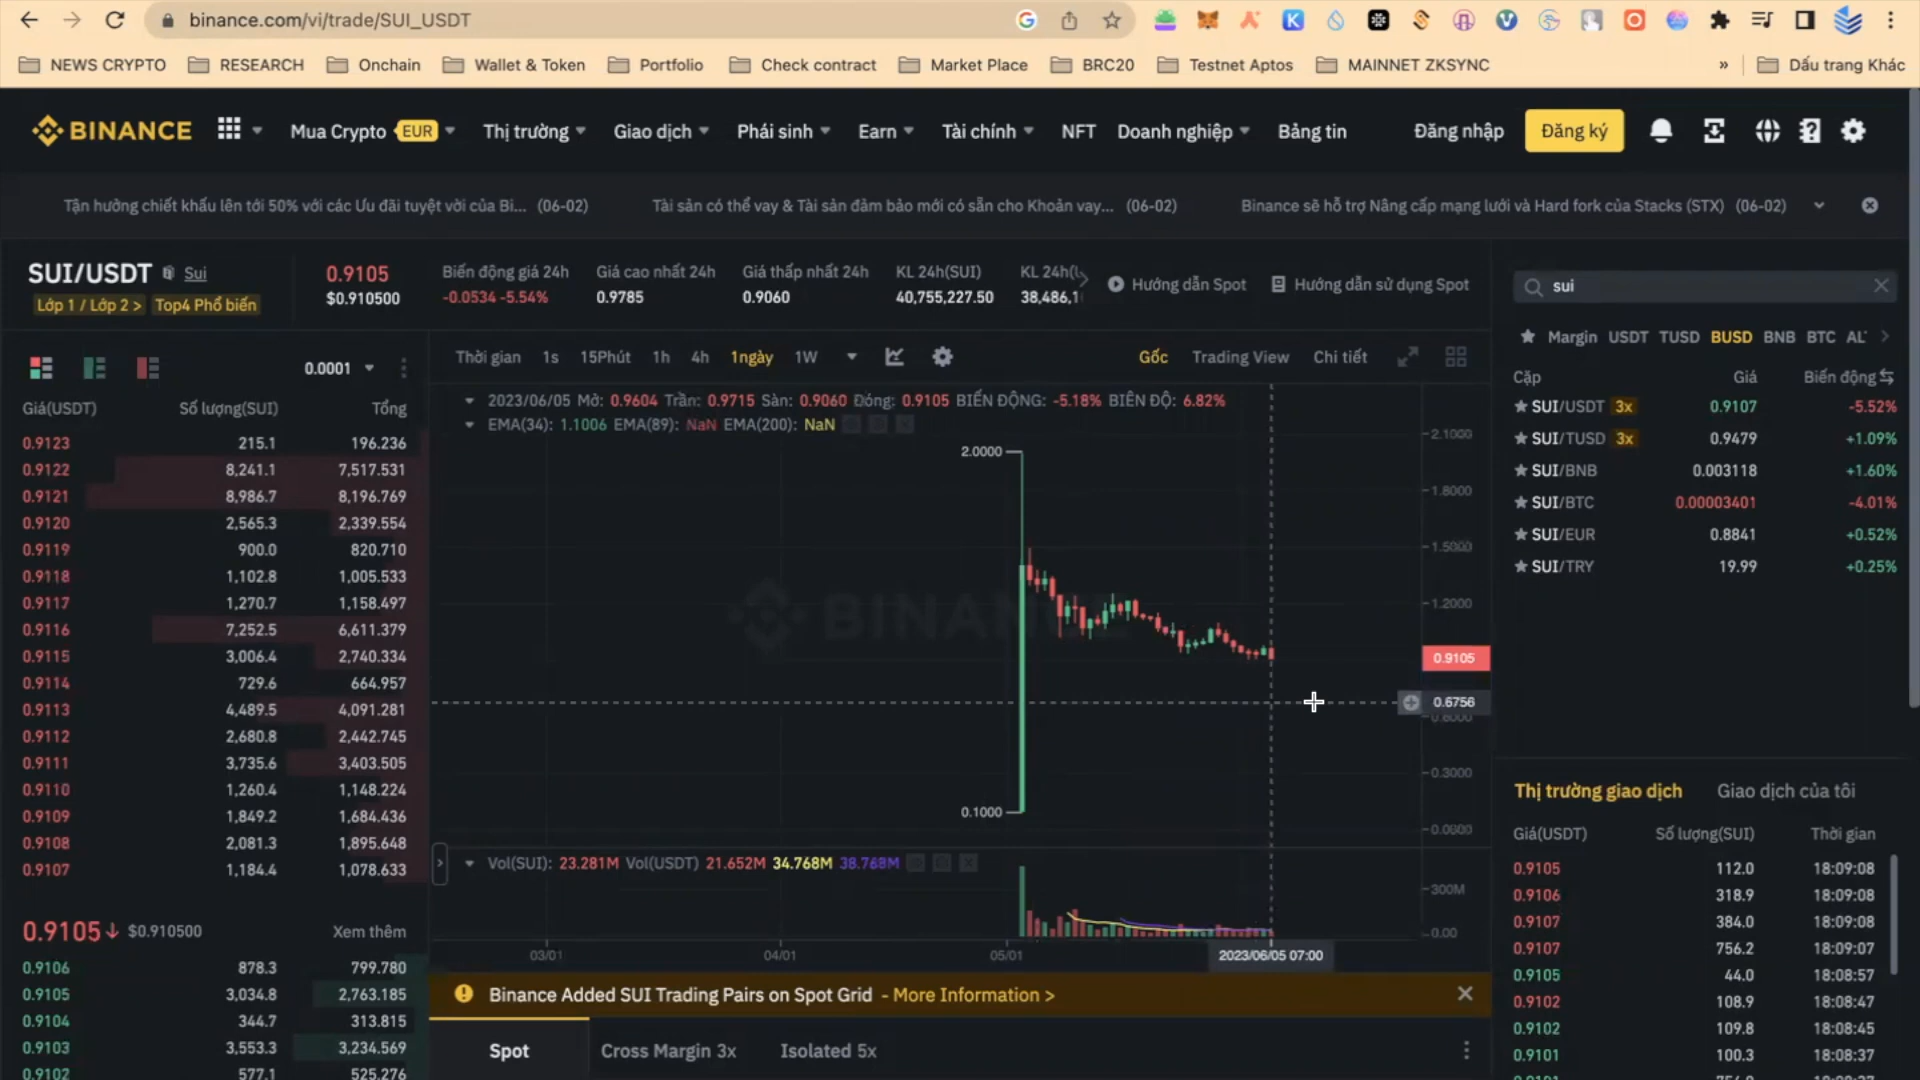 binance.com/vi/trade/SUI_USDT
NEWS CRYPTO RESEARCH Onchain Wallet & Token Portfolio Check contract Market Place BRC20 Testnet Aptos MAINNET ZKSYNC » Dấu trang Khác
BINANCE Mua Crypto EUR Thị trường Giao dịch Phái sinh Earn Tài chính NFT Doanh nghiệp Bảng tin Đăng nhập Đăng ký
Tận hưởng chiết khấu lên tới 50% với các Ưu đãi tuyệt vời của Bi... (06-02) Tài sản có thể vay & Tài sản đảm bảo mới có sẵn cho Khoản vay... (06-02) Binance sẽ hỗ trợ Nâng cấp mạng lưới và Hard fork của Stacks (STX) (06-02)
SUI/USDT Sui
Lớp 1 / Lớp 2 > Top4 Phổ biến
0.9105
$0.910500
Biến động giá 24h
-0.0534 -5.54%
Giá cao nhất 24h
0.9785
Giá thấp nhất 24h
0.9060
KL 24h(SUI)
40,755,227.50
KL 24h(
38,486,1
Hướng dẫn Spot Hướng dẫn sử dụng Spot
0.0001
Giá(USDT) Số lượng(SUI) Tổng
0.9123 215.1 196.236
0.9122 8,241.1 7,517.531
0.9121 8,986.7 8,196.769
0.9120 2,565.3 2,339.554
0.9119 900.0 820.710
0.9118 1,102.8 1,005.533
0.9117 1,270.7 1,158.497
0.9116 7,252.5 6,611.379
0.9115 3,006.4 2,740.334
0.9114 729.6 664.957
0.9113 4,489.5 4,091.281
0.9112 2,680.8 2,442.745
0.9111 3,735.6 3,403.505
0.9110 1,260.4 1,148.224
0.9109 1,849.2 1,684.436
0.9108 2,081.3 1,895.648
0.9107 1,184.4 1,078.633
0.9105 $0.910500 Xem thêm
0.9106 878.3 799.780
0.9105 3,034.8 2,763.185
0.9104 344.7 313.815
0.9103 3,553.3 3,234.569
0.9102 577.1 525.276
Thời gian 1s 15Phút 1h 4h 1ngày 1W Gốc Trading View Chi tiết
2023/06/05 Mở: 0.9604 Trần: 0.9715 Sàn: 0.9060 Đóng: 0.9105 BIẾN ĐỘNG: -5.18% BIÊN ĐỘ: 6.82%
EMA(34): 1.1006 EMA(89): NaN EMA(200): NaN
2.0000
0.1000
BINANCE
2.1000
1.8000
1.5000
1.2000
0.9105
0.6756
0.6000
0.3000
0.0000
Vol(SUI): 23.281M Vol(USDT) 21.652M 34.768M 38.768M
300M
0.00
03/01 04/01 05/01 2023/06/05 07:00
Binance Added SUI Trading Pairs on Spot Grid - More Information >
Spot Cross Margin 3x Isolated 5x
sui
Margin USDT TUSD BUSD BNB BTC AL
Cặp Giá Biến động
SUI/USDT 3x 0.9107 -5.52%
SUI/TUSD 3x 0.9479 +1.09%
SUI/BNB 0.003118 +1.60%
SUI/BTC 0.00003401 -4.01%
SUI/EUR 0.8841 +0.52%
SUI/TRY 19.99 +0.25%
Thị trường giao dịch Giao dịch của tôi
Giá(USDT) Số lượng(SUI) Thời gian
0.9105 112.0 18:09:08
0.9106 318.9 18:09:08
0.9107 384.0 18:09:08
0.9107 756.2 18:09:07
0.9105 44.0 18:08:57
0.9102 108.9 18:08:47
0.9102 109.8 18:08:45
0.9101 100.3 18:08:37